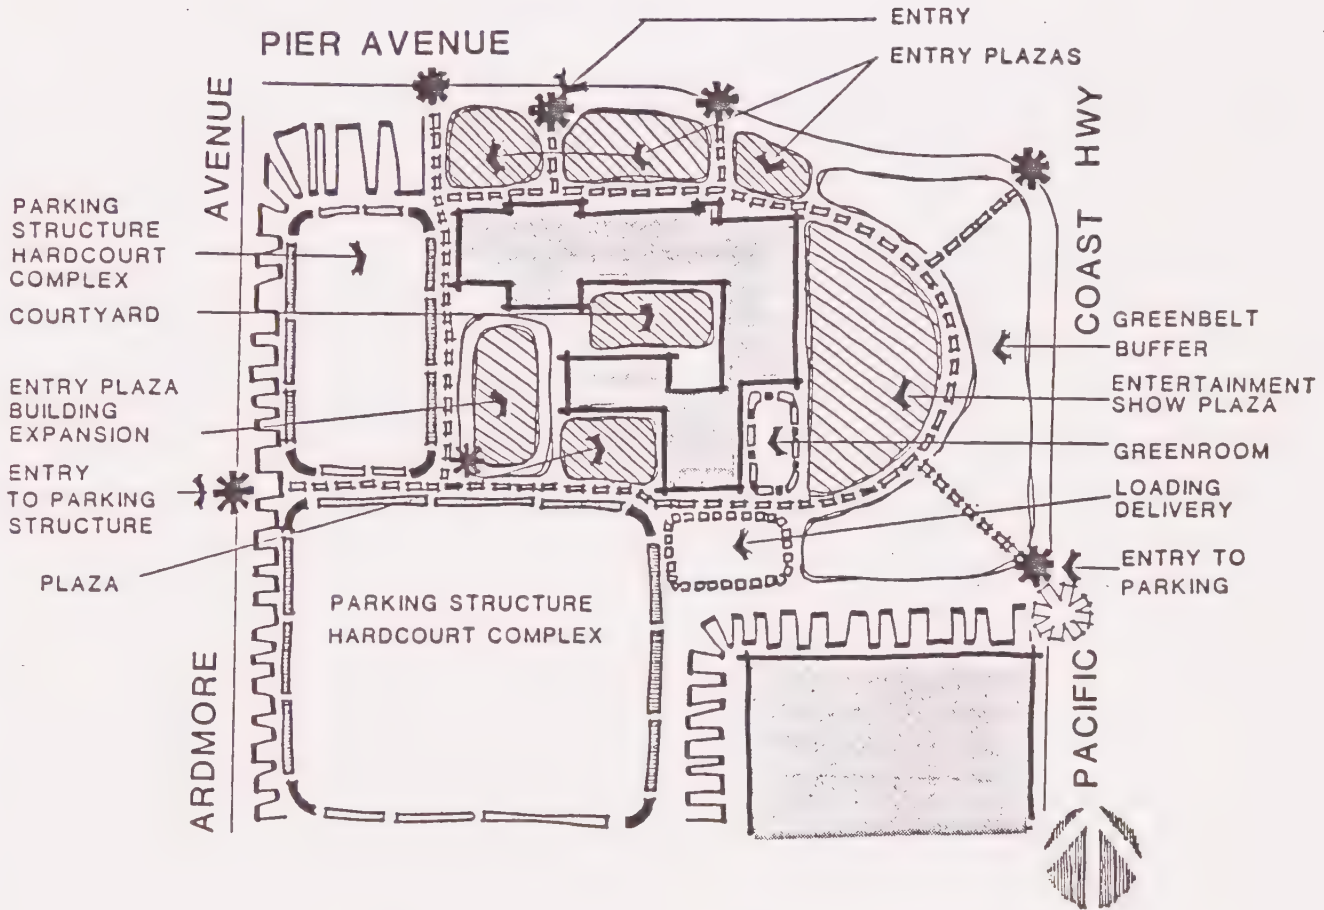 ENTRY
PIER AVENUE
ENTRY PLAZAS
AVENUE
HWY
PARKING
STRUCTURE
HARDCOURT
COMPLEX
COAST
COURTYARD
GREENBELT
BUFFER
ENTRY PLAZA
BUILDING
EXPANSION
ENTERTAINMENT
SHOW PLAZA
GREENROOM
ENTRY
TO PARKING
STRUCTURE
LOADING
DELIVERY
PLAZA
ENTRY TO
PARKING
PARKING STRUCTURE
HARDCOURT COMPLEX
ARDMORE
PACIFIC